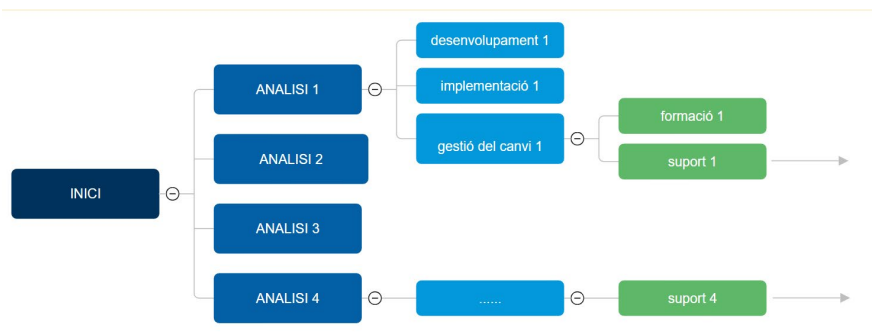 desenvolupament 1
ANALISI 1
implementació 1
formació 1
gestió del canvi 1
ANALISI 2
suport 1
INICI
ANALISI 3
ANALISI 4
......
suport 4